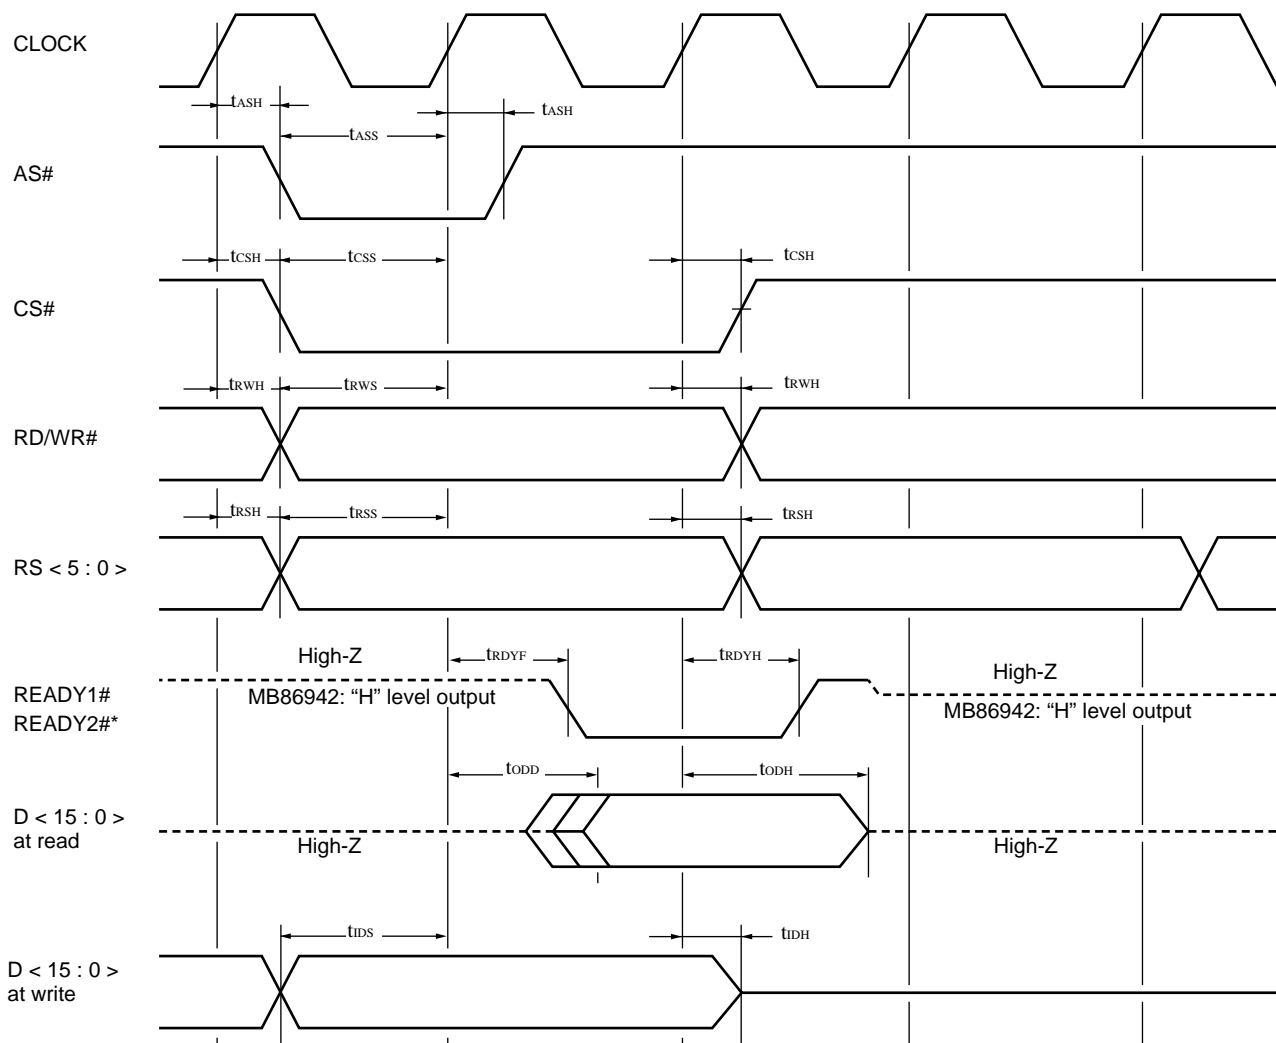 CLOCK
tASH
tASH
tASS
AS#
tCSH
tCSS
tCSH
CS#
tRWH
tRWS
tRWH
RD/WR#
tRSH
tRSS
tRSH
RS < 5 : 0 >
High-Z
tRDYF
tRDYH
High-Z
READY1#
MB86942: “H” level output
MB86942: “H” level output
READY2#*
tODD
tODH
D < 15 : 0 >
at read
High-Z
High-Z
tIDS
tIDH
D < 15 : 0 >
at write